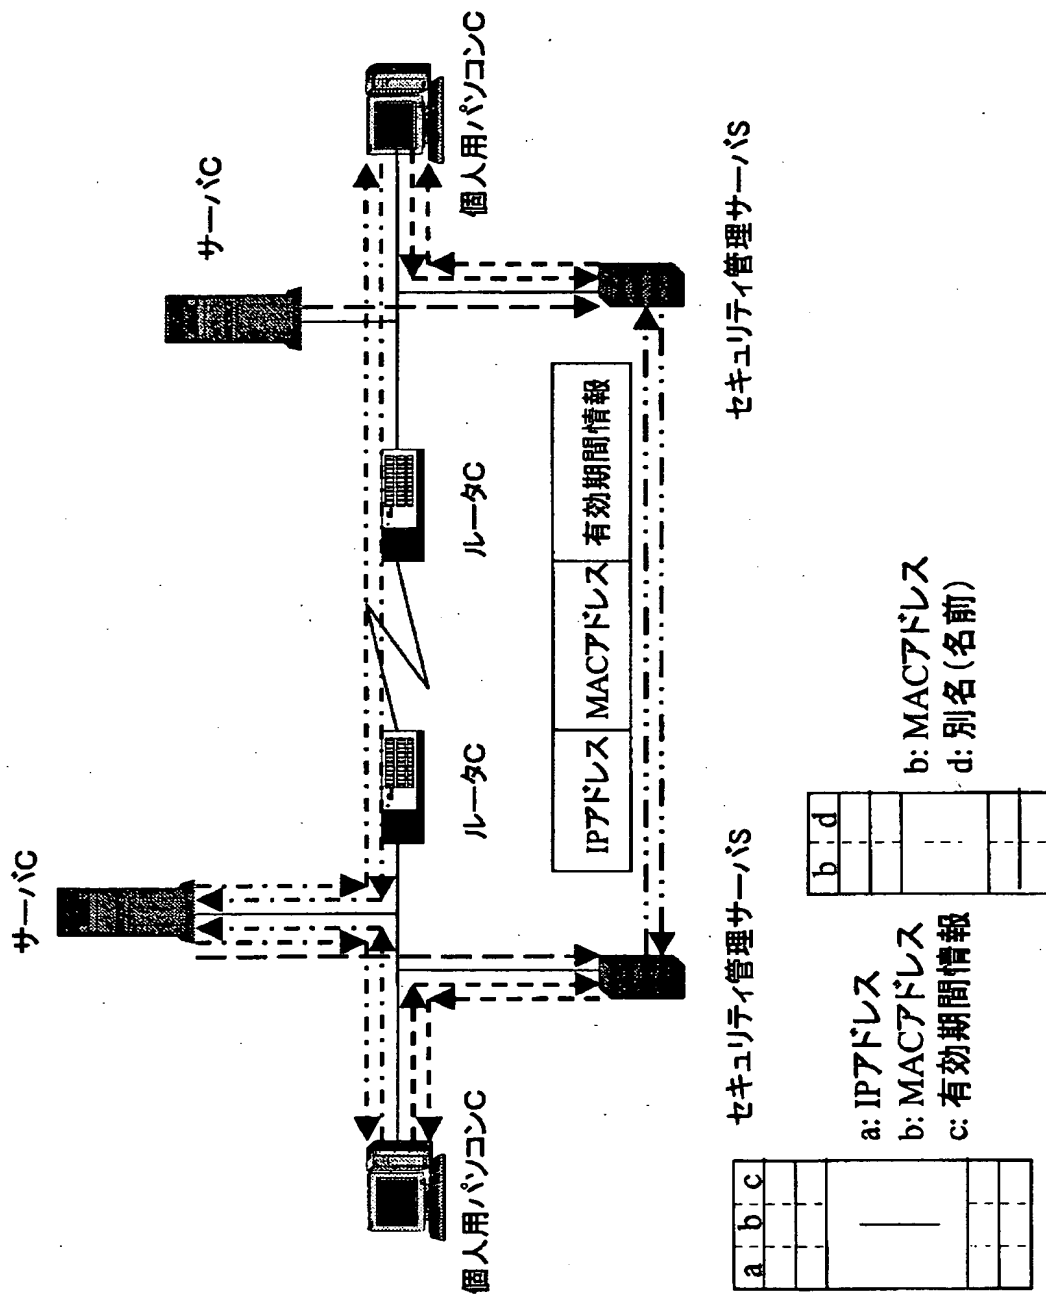 サーバC
サーバC
個人用パソコンC
ルータC
ルータC
個人用パソコンC
IPアドレス MACアドレス 有効期間情報
セキュリティ管理サーバS
セキュリティ管理サーバS
a b c
a: IPアドレス
b: MACアドレス
c: 有効期間情報
b d
b: MACアドレス
d: 別名(名前)